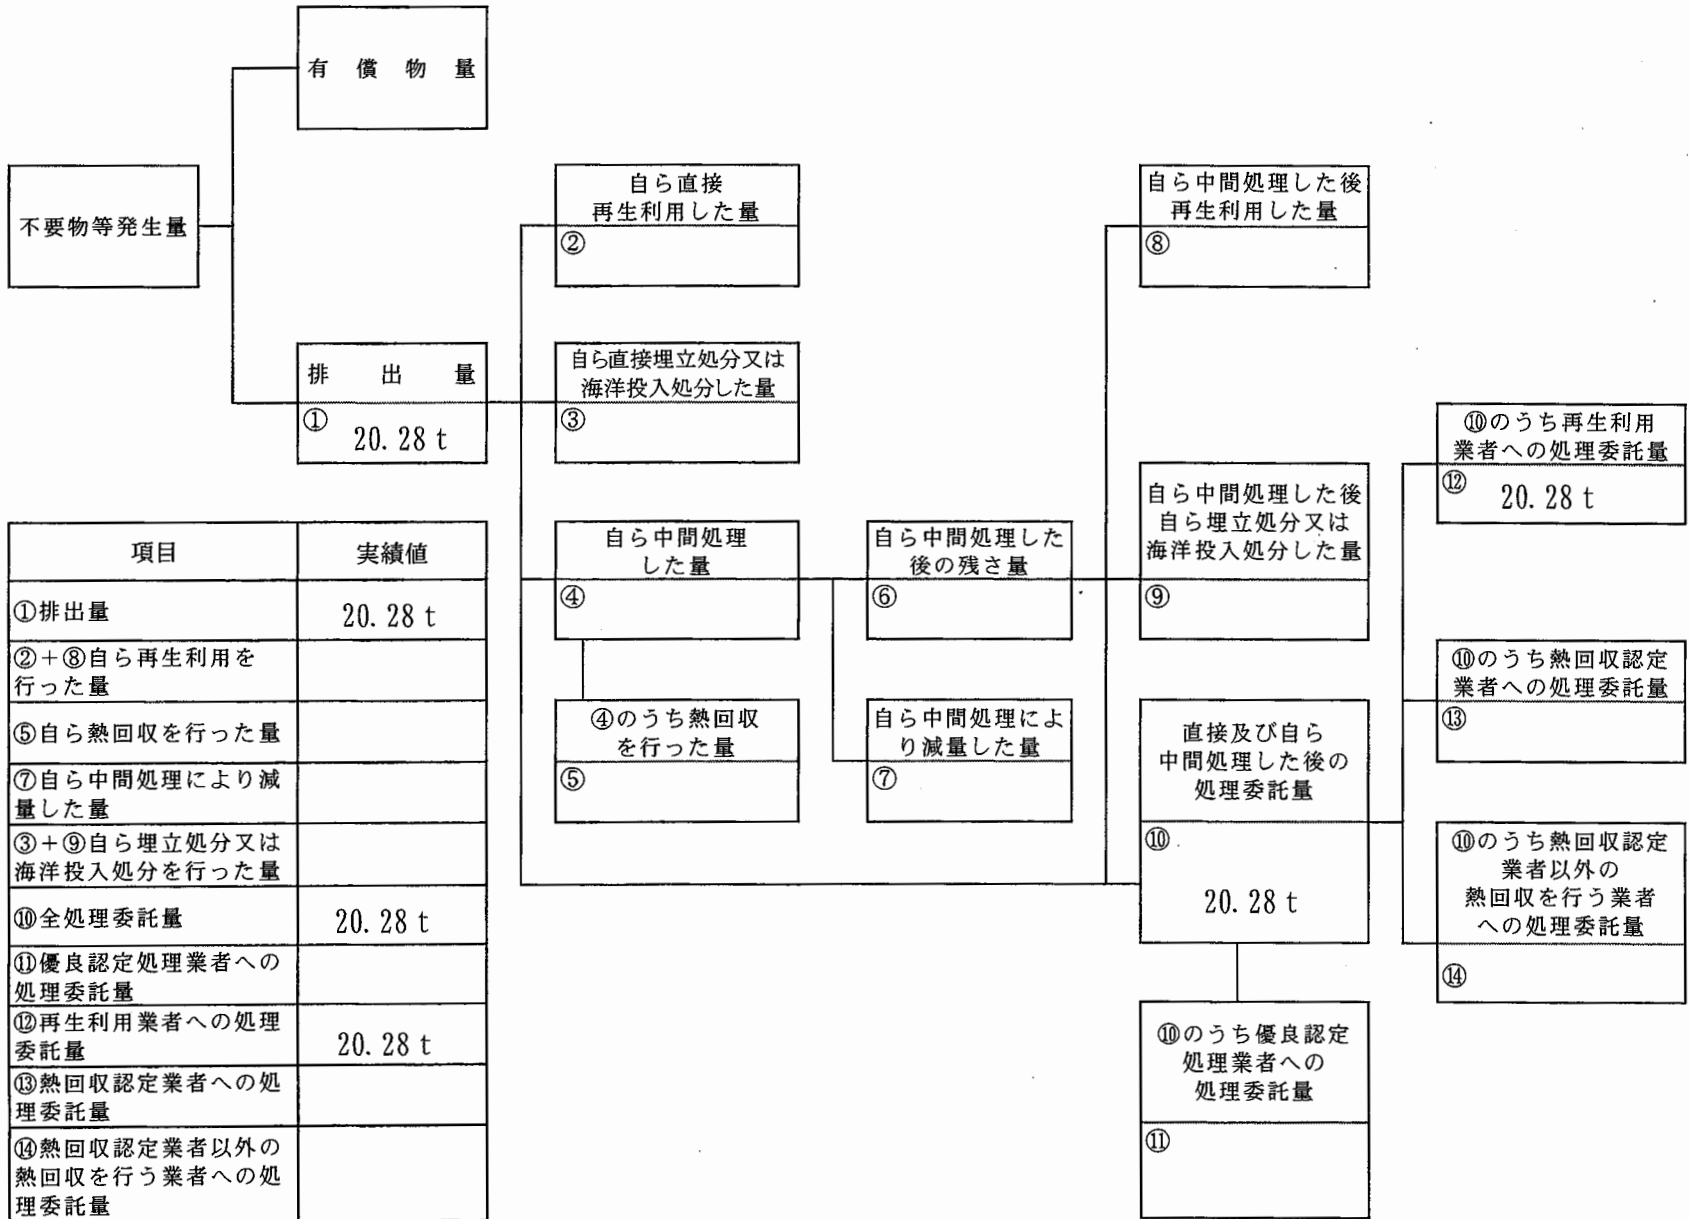 有償物量
不要物等発生量
自ら直接
再生利用した量
②
自ら中間処理した後
再生利用した量
⑧
排出量
① 20.28 t
自ら直接埋立処分又は
海洋投入処分した量
③
⑩のうち再生利用
業者への処理委託量
⑫ 20.28 t
自ら中間処理
した量
④
自ら中間処理した
後の残さ量
⑥
自ら中間処理した後
自ら埋立処分又は
海洋投入処分した量
⑨
④のうち熱回収
を行った量
⑤
自ら中間処理によ
り減量した量
⑦
直接及び自ら
中間処理した後の
処理委託量
⑩
20.28 t
⑩のうち熱回収認定
業者への処理委託量
⑬
⑩のうち熱回収認定
業者以外の
熱回収を行う業者
への処理委託量
⑭
⑩のうち優良認定
処理業者への
処理委託量
⑪
項目 実績値
①排出量 20.28 t
②+⑧自ら再生利用を
行った量
⑤自ら熱回収を行った量
⑦自ら中間処理により減
量した量
③+⑨自ら埋立処分又は
海洋投入処分を行った量
⑩全処理委託量 20.28 t
⑪優良認定処理業者への
処理委託量
⑫再生利用業者への処理
委託量 20.28 t
⑬熱回収認定業者への処
理委託量
⑭熱回収認定業者以外の
熱回収を行う業者への処
理委託量